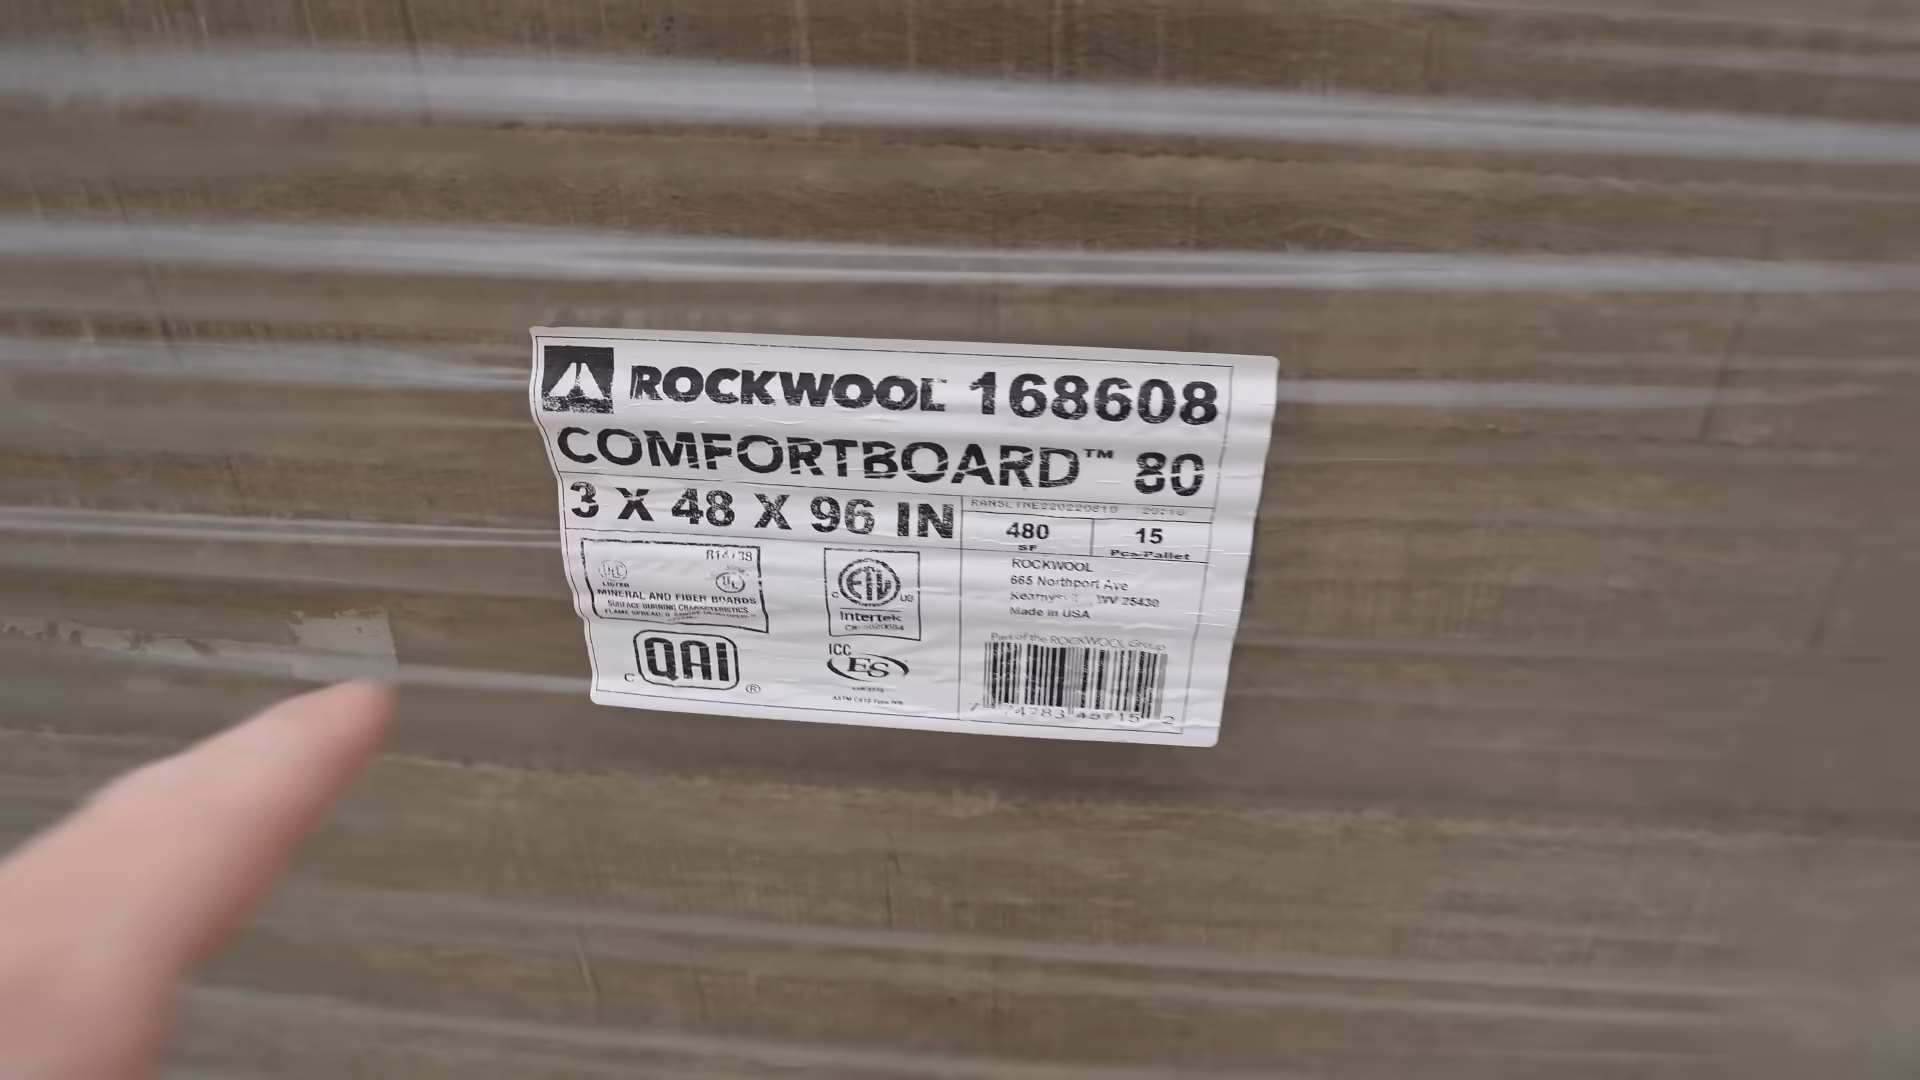 ROCKWOOL 168608
COMFORTBOARD™ 80
3 X 48 X 96 IN
480
SF
15
Pcs/Pallet
ROCKWOOL
665 Northport Ave
WV 25430
Made in USA
Part of the ROCKWOOL Group
LISTED
MINERAL AND FIBER BOARDS
SURFACE BURNING CHARACTERISTICS
C US
Intertek
C QAI ®
ICC
ES